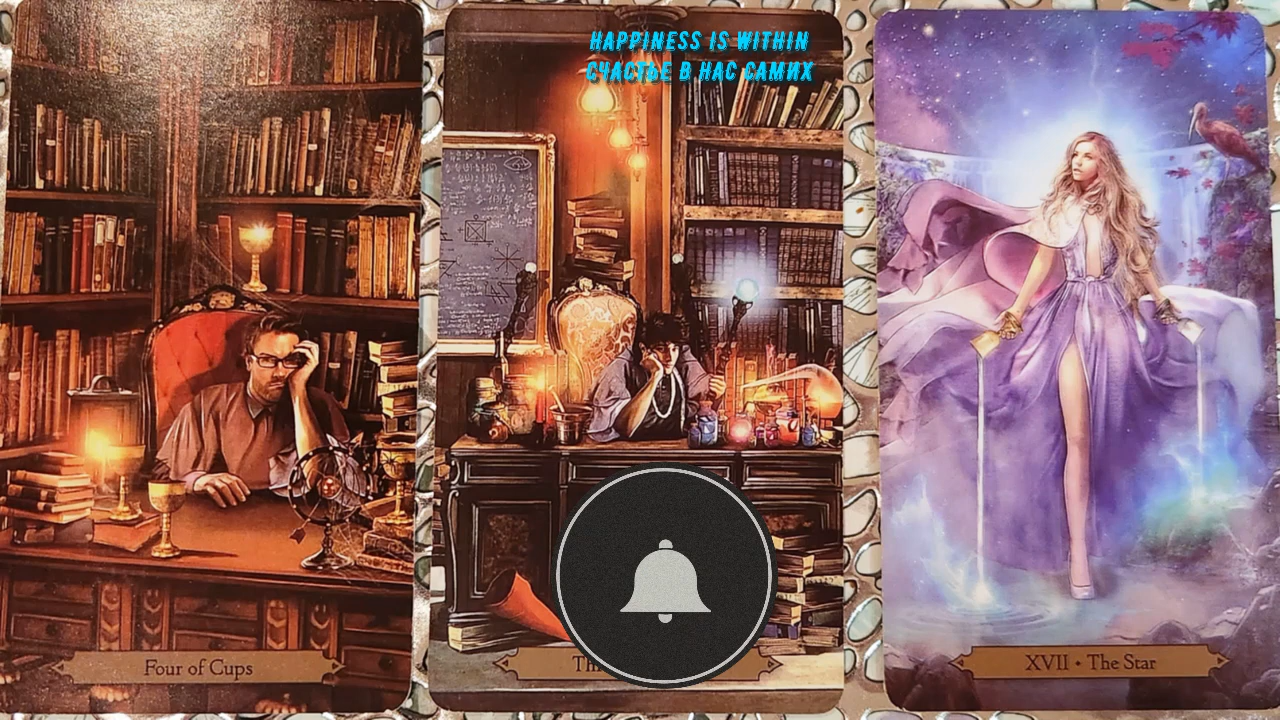 HAPPINESS IS WITHIN
СЧАСТЬЕ В НАС САМИХ
Four of Cups
XVII • The Star